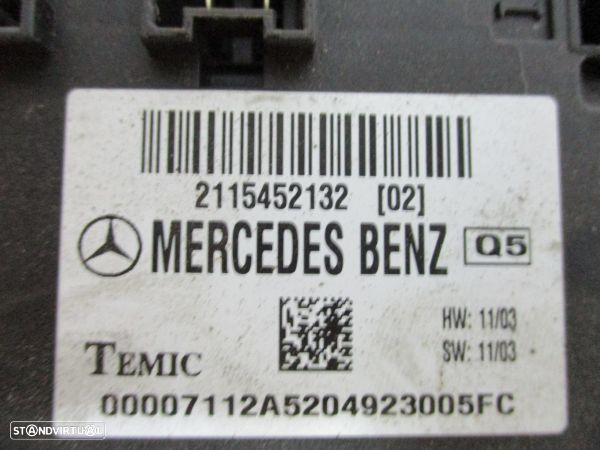 2115452132 [02]
MERCEDES BENZ Q5
HW: 11/03
SW: 11/03
TEMIC
00007112A5204923005FC
STANDVIRTUAL